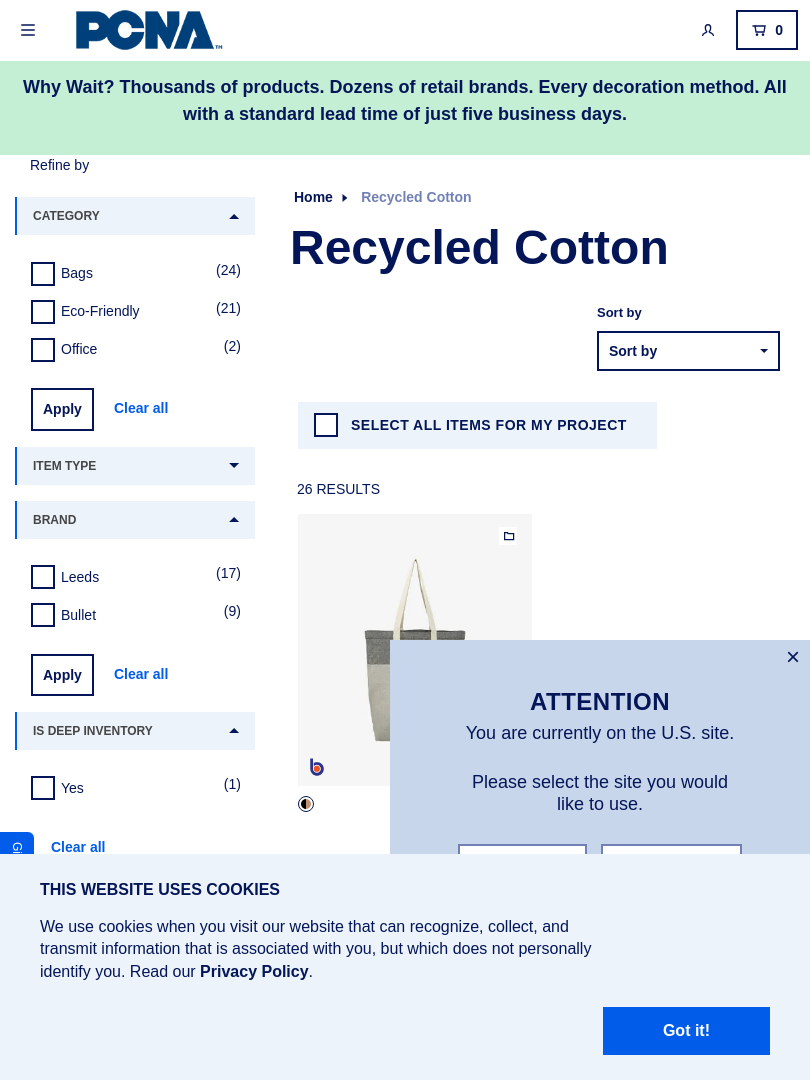 PCNA™
0
Why Wait? Thousands of products. Dozens of retail brands. Every decoration method. All
with a standard lead time of just five business days.
Refine by
Home
Recycled Cotton
CATEGORY
Recycled Cotton
Bags
(24)
Eco-Friendly
(21)
Office
(2)
Sort by
Sort by
Apply
Clear all
SELECT ALL ITEMS FOR MY PROJECT
ITEM TYPE
26 RESULTS
BRAND
Leeds
(17)
Bullet
(9)
Apply
Clear all
IS DEEP INVENTORY
Yes
(1)
Clear all
ATTENTION
You are currently on the U.S. site.
Please select the site you would
like to use.
THIS WEBSITE USES COOKIES
We use cookies when you visit our website that can recognize, collect, and
transmit information that is associated with you, but which does not personally
identify you. Read our Privacy Policy.
Got it!